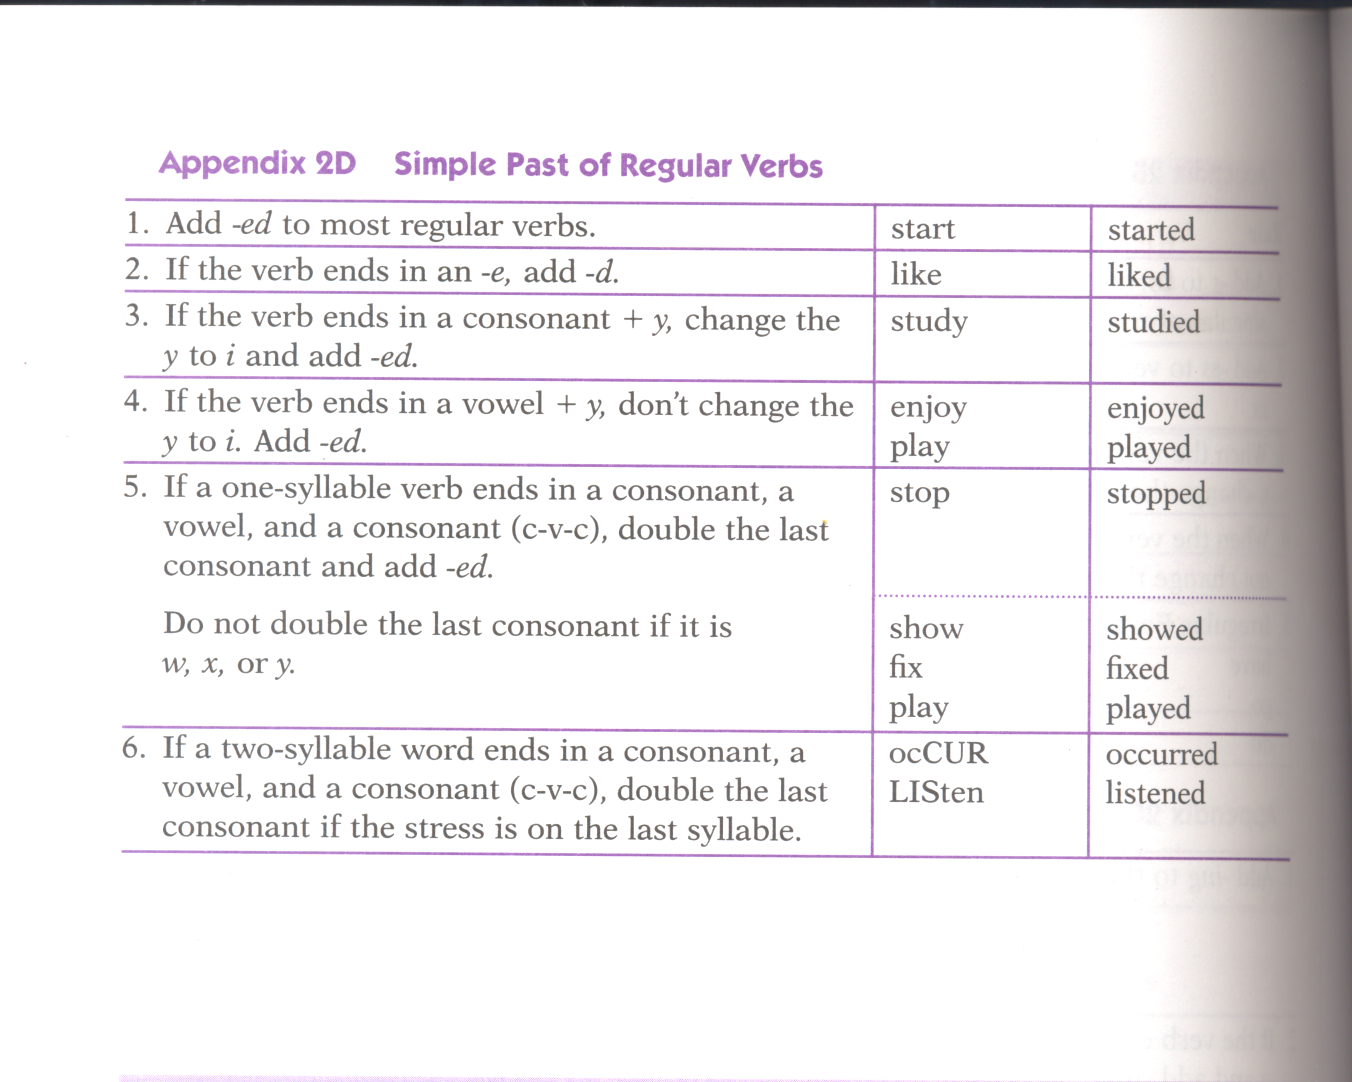 Appendix 2D Simple Past of Regular Verbs
1. Add -ed to most regular verbs. start started
2. If the verb ends in an -e, add -d. like liked
3. If the verb ends in a consonant + y, change the study studied
y to i and add -ed.
4. If the verb ends in a vowel + y, don't change the enjoy enjoyed
y to i. Add -ed. play played
5. If a one-syllable verb ends in a consonant, a stop stopped
vowel, and a consonant (c-v-c), double the last
consonant and add -ed.
Do not double the last consonant if it is show showed
w, x, or y. fix fixed
play played
6. If a two-syllable word ends in a consonant, a ocCUR occurred
vowel, and a consonant (c-v-c), double the last LISten listened
consonant if the stress is on the last syllable.